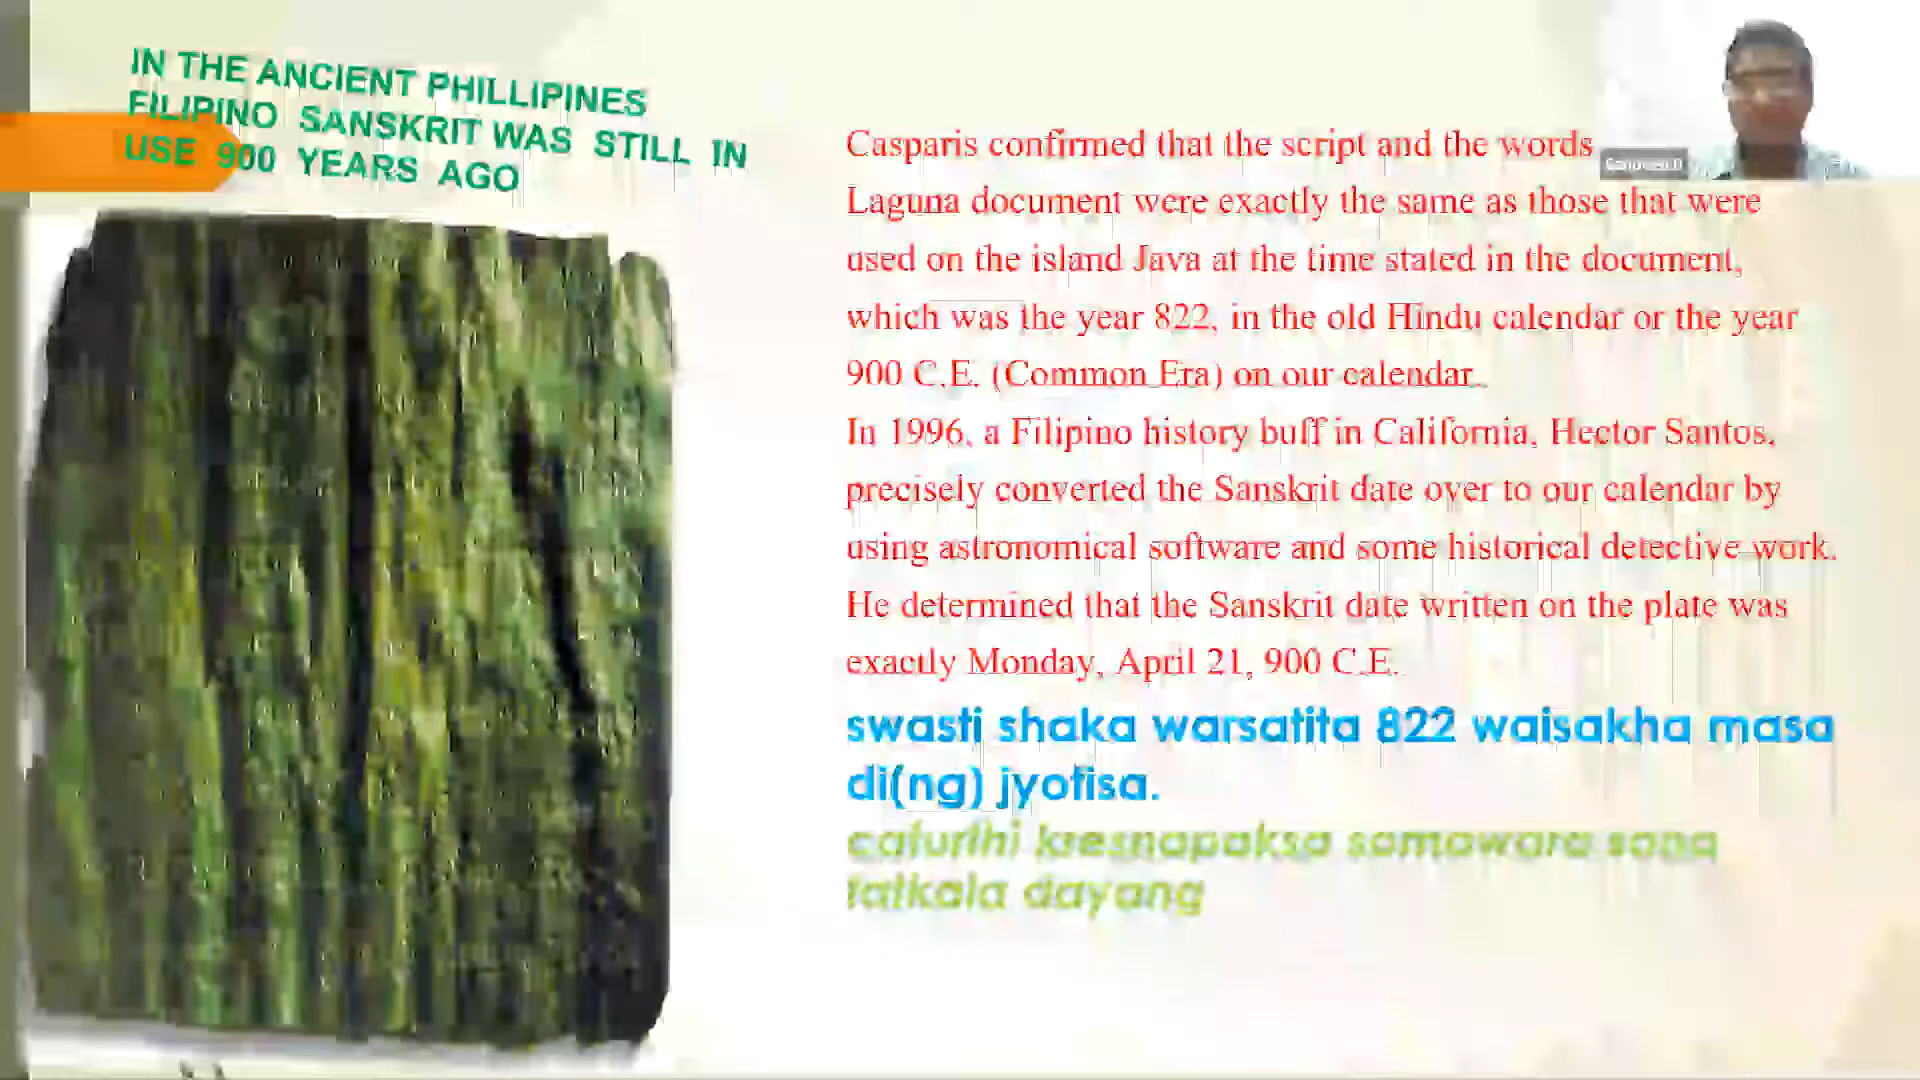 IN THE ANCIENT PHILLIPINES
FILIPINO SANSKRIT WAS STILL IN
USE 900 YEARS AGO
Casparis confirmed that the script and the words
Laguna document were exactly the same as those that were
used on the island Java at the time stated in the document,
which was the year 822, in the old Hindu calendar or the year
900 C.E. (Common Era) on our calendar.
In 1996, a Filipino history buff in California, Hector Santos,
precisely converted the Sanskrit date over to our calendar by
using astronomical software and some historical detective work.
He determined that the Sanskrit date written on the plate was
exactly Monday, April 21, 900 C.E.
swasti shaka warsatita 822 waisakha masa
di(ng) jyotisa.
caturthi kresnapaksa somawara sana
tatkala dayang